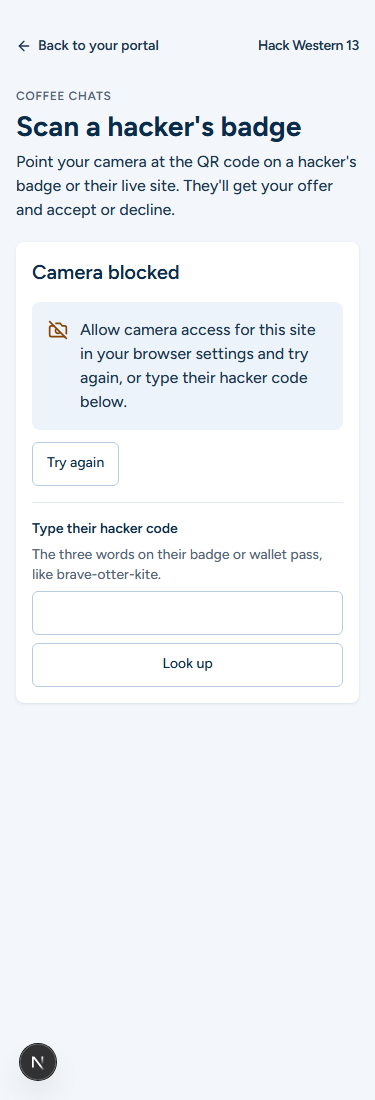 Back to your portal
Hack Western 13
COFFEE CHATS
Scan a hacker's badge
Point your camera at the QR code on a hacker's
badge or their live site. They'll get your offer
and accept or decline.
Camera blocked
Allow camera access for this site
in your browser settings and try
again, or type their hacker code
below.
Try again
Type their hacker code
The three words on their badge or wallet pass,
like brave-otter-kite.
Look up
N